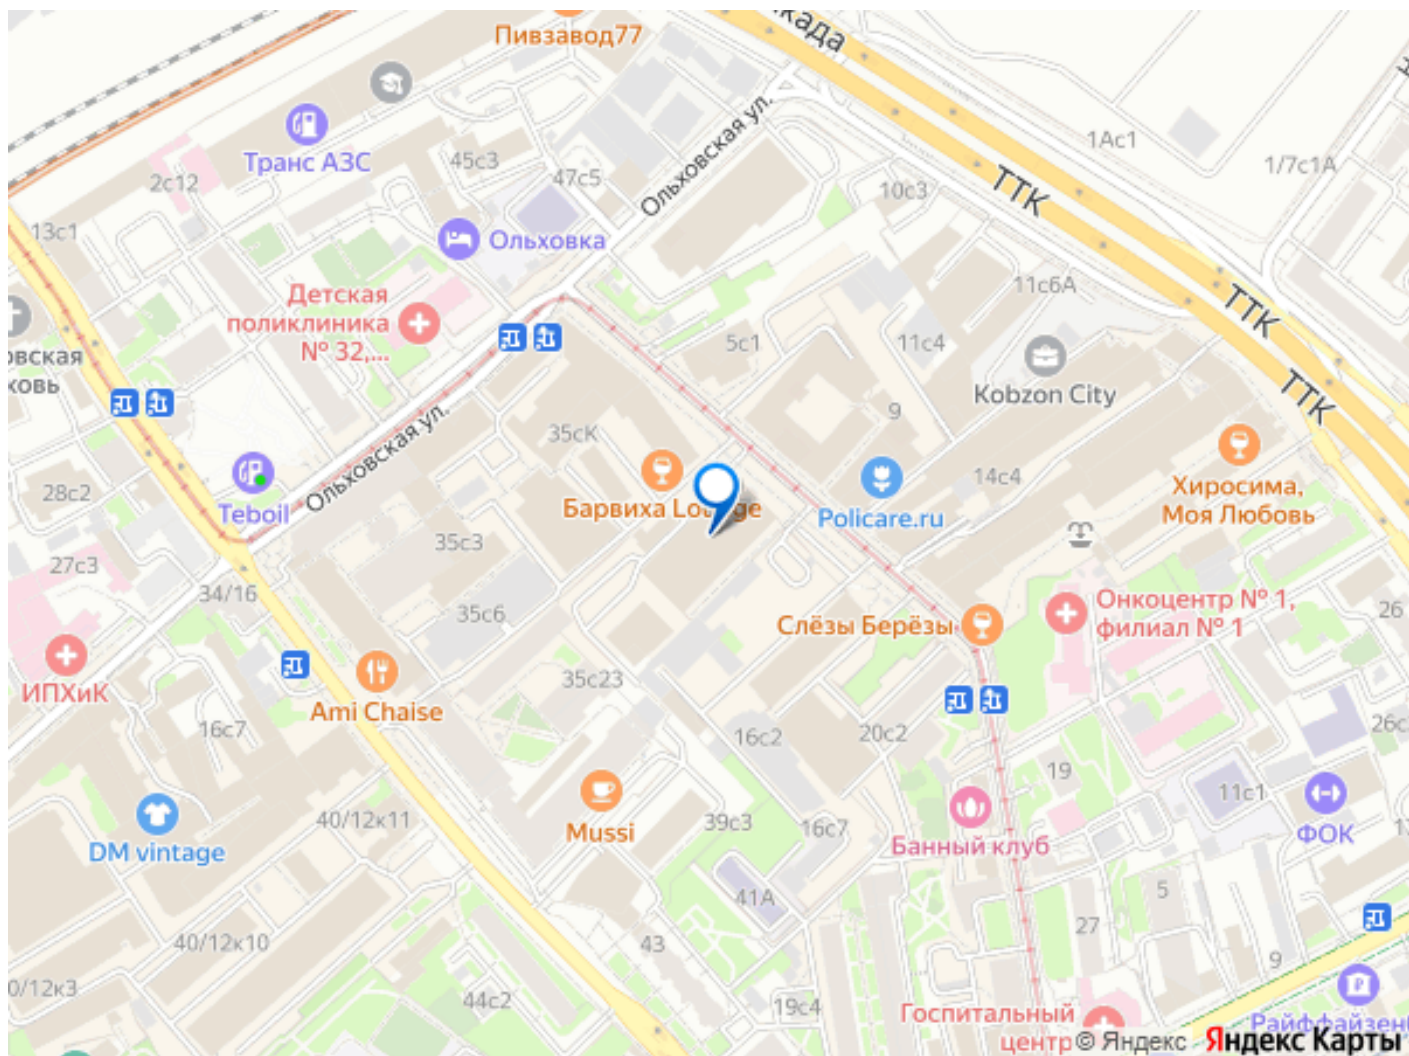 Пивзавод77
када
Ольховская ул.
1Ас1
Транс АЗС
45с3
1/7с1А
2с12
47с5
ТТК
10с3
13с1
Ольховка
11с6А
Детская
поликлиника
№ 32,...
ТТК
5с1
11с4
вская
ковь
Kobzon City
ТТК
9
Ольховская ул.
35сК
28с2
Teboil
Барвиха Lounge
14с4
Хиросима,
Моя Любовь
Policare.ru
35с3
27с3
34/16
35с6
Слёзы Берёзы
Онкоцентр № 1,
филиал № 1
26
ИПХиК
35с23
Ami Chaise
16с7
16с2
20с2
26с
19
11с1
Mussi
40/12к11
39с3
16с7
DM vintage
Банный клуб
ФОК
17
41А
5
27
40/12к10
43
9
0/12к3
44с2
19с4
Госпитальный
центр
Райффайзен
© Яндекс
Яндекс Карты